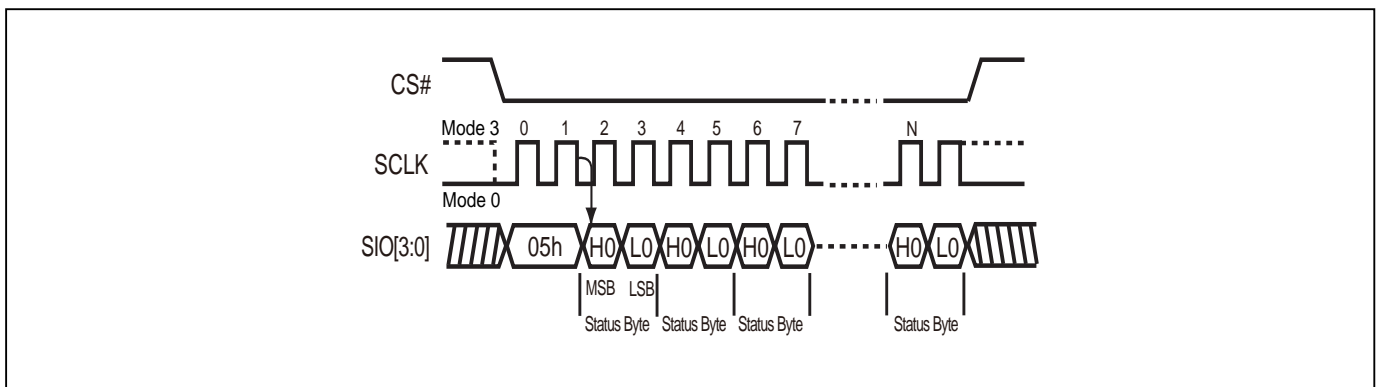 CS#
Mode 3 0 1 2 3 4 5 6 7 N
SCLK
Mode 0
SIO[3:0] 05h H0 L0 H0 L0 H0 L0 H0 L0
MSB LSB
Status Byte Status Byte Status Byte Status Byte